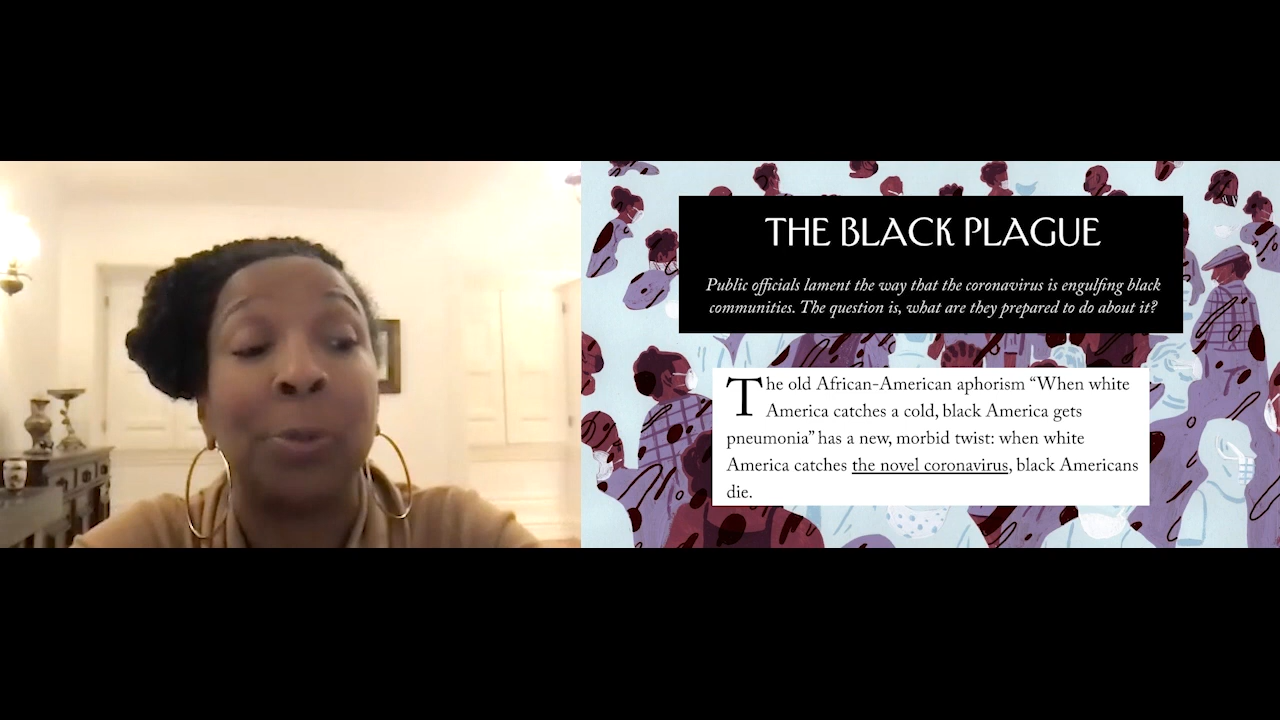 THE BLACK PLAGUE
Public officials lament the way that the coronavirus is engulfing black
communities. The question is, what are they prepared to do about it?
The old African-American aphorism “When white
America catches a cold, black America gets
pneumonia” has a new, morbid twist: when white
America catches the novel coronavirus, black Americans
die.